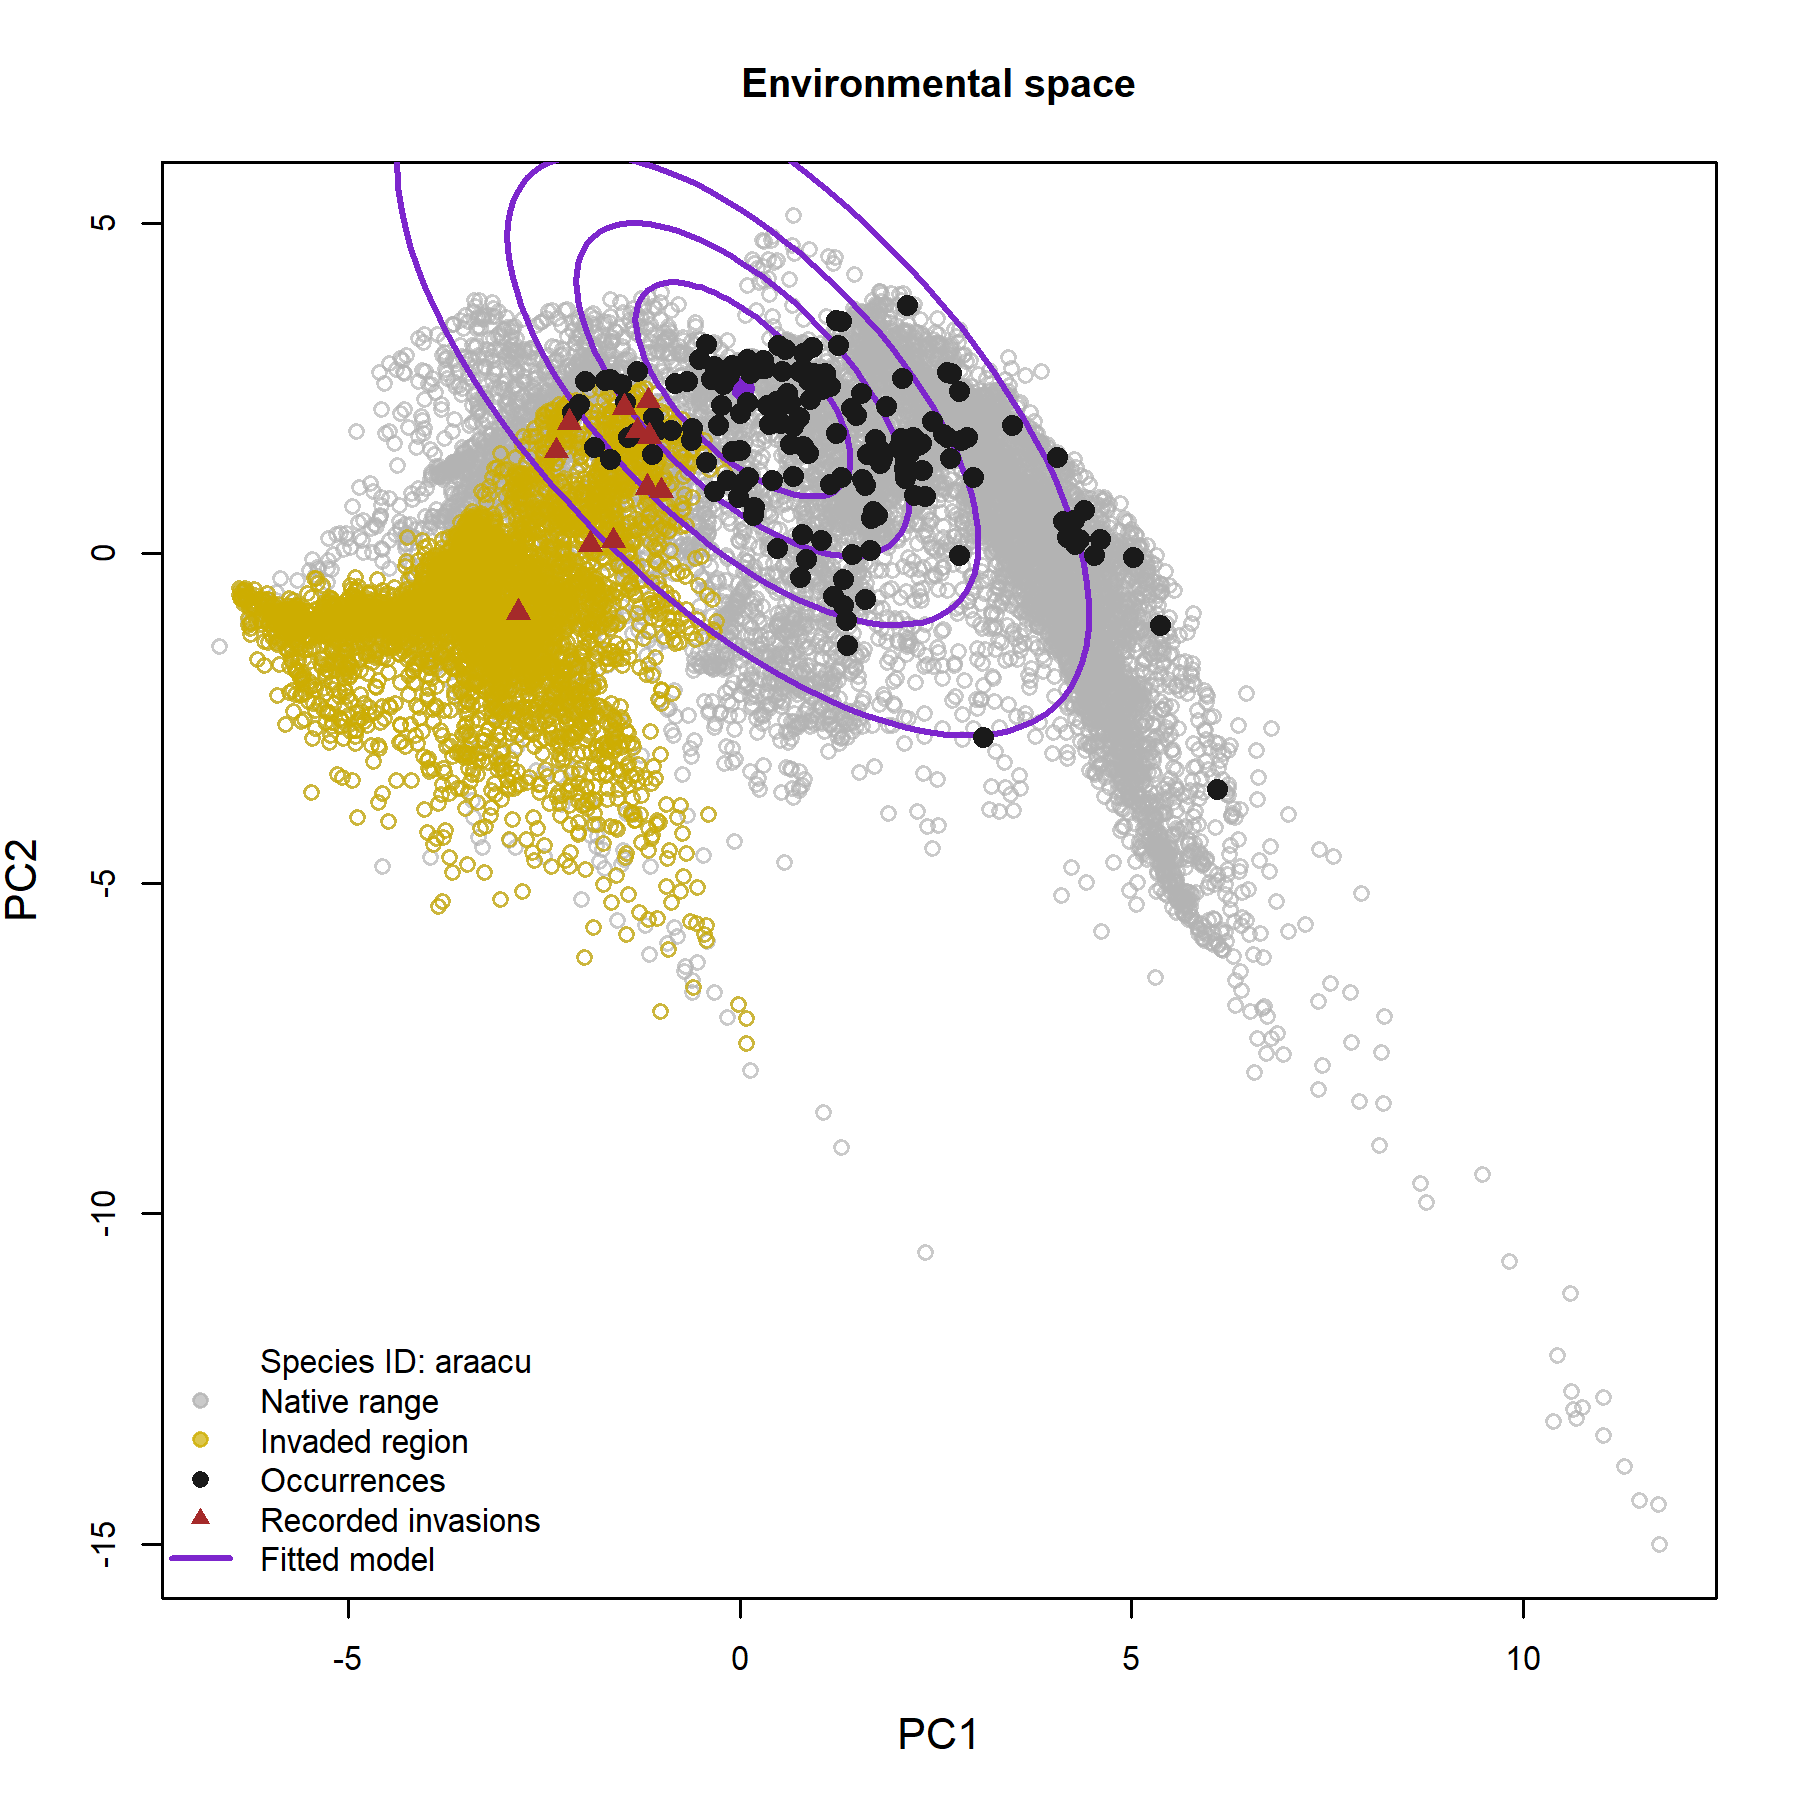 Environmental space
PC2
5
0
-5
-10
-15
Species ID: araacu
Native range
Invaded region
Occurrences
Recorded invasions
Fitted model
-5
0
5
10
PC1